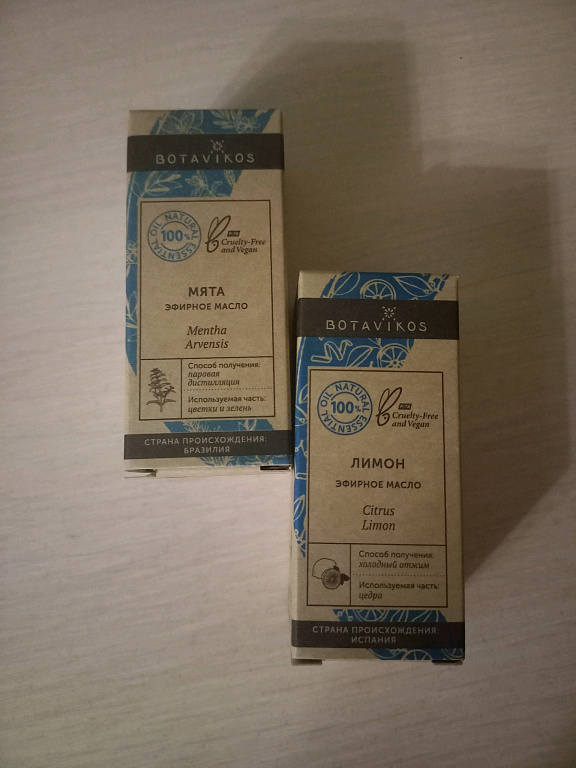 BOTAVIKOS
100% NATURAL ESSENTIAL OIL
Cruelty-Free
and Vegan
МЯТА
ЭФИРНОЕ МАСЛО
Mentha
Arvensis
Способ получения:
паровая
дистилляция
Используемая часть:
цветки и зелень
СТРАНА ПРОИСХОЖДЕНИЯ:
БРАЗИЛИЯ
BOTAVIKOS
100% NATURAL ESSENTIAL OIL
Cruelty-Free
and Vegan
ЛИМОН
ЭФИРНОЕ МАСЛО
Citrus
Limon
Способ получения:
холодный отжим
Используемая часть:
цедра
СТРАНА ПРОИСХОЖДЕНИЯ:
ИСПАНИЯ